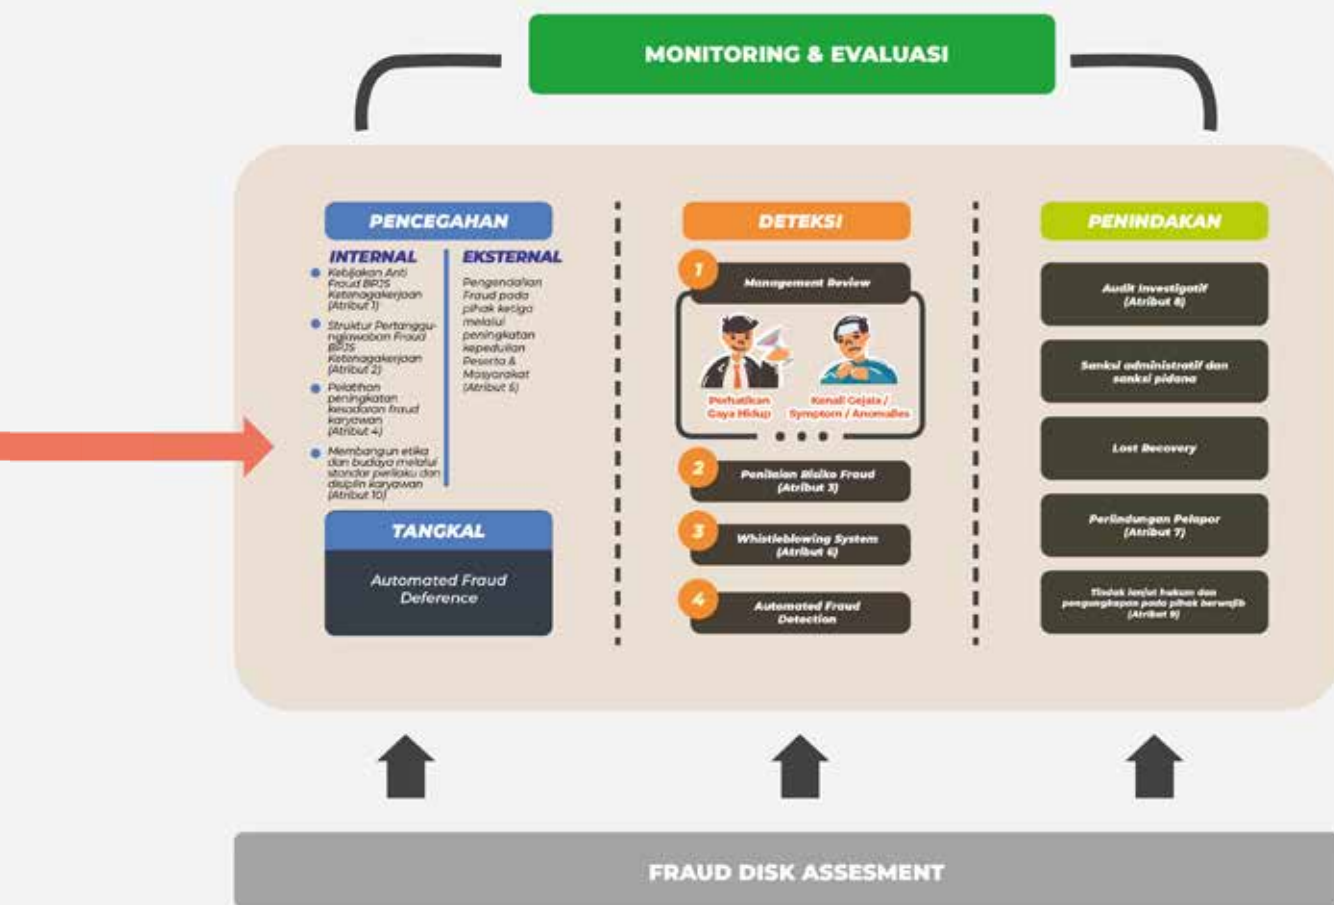 MONITORING & EVALUASI
PENCEGAHAN
INTERNAL
Kebijakan Anti
Fraud BPJS
Ketenagakerjaan
(Atribut 1)
Struktur Pertanggu-
ngjawaban Fraud
BPJS
Ketenagakerjaan
(Atribut 2)
Pelatihan
peningkatan
kesadaran fraud
karyawan
(Atribut 4)
Membangun etika
dan budaya melalui
standar perilaku dan
disiplin karyawan
(Atribut 10)
EKSTERNAL
Pengendalian
Fraud pada
pihak ketiga
melalui
peningkatan
kepedulian
Peserta &
Masyarakat
(Atribut 5)
TANGKAL
Automated Fraud
Deference
DETEKSI
1
Management Review
Perhatikan
Gaya Hidup
Kenali Gejala /
Symptom / Anomalies
2
Penilaian Risiko Fraud
(Atribut 3)
3
Whistleblowing System
(Atribut 6)
4
Automated Fraud
Detection
PENINDAKAN
Audit Investigatif
(Atribut 8)
Sanksi administratif dan
sanksi pidana
Lost Recovery
Perlindungan Pelapor
(Atribut 7)
Tindak lanjut hukum dan
pengungkapan pada pihak berwajib
(Atribut 9)
FRAUD DISK ASSESMENT